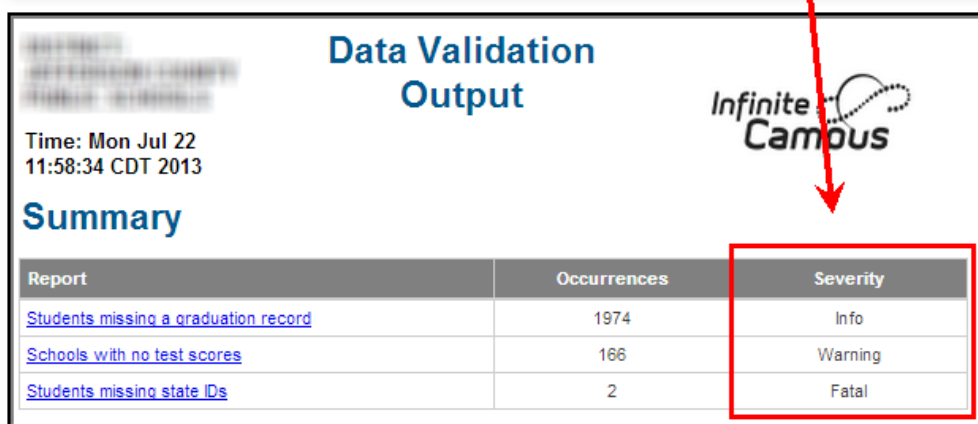 Data Validation
Output
Infinite
Campus
Time: Mon Jul 22
11:58:34 CDT 2013
Summary
Report Occurrences Severity
Students missing a graduation record 1974 Info
Schools with no test scores 166 Warning
Students missing state IDs 2 Fatal